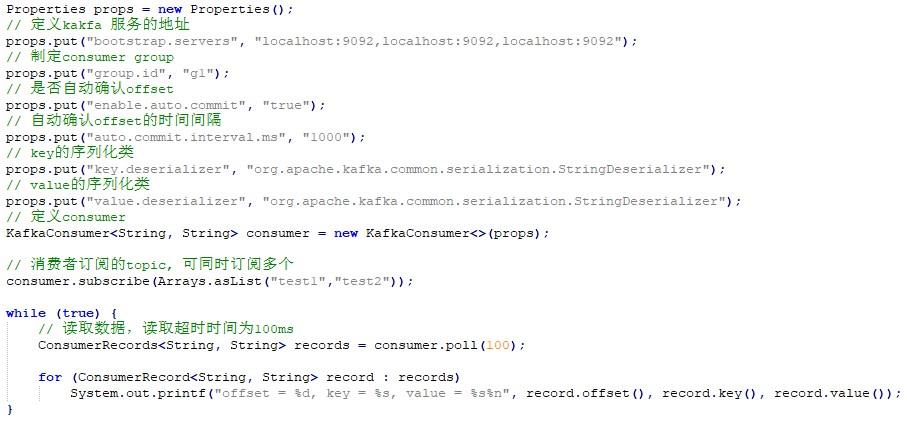 Properties props = new Properties();
// 定义kakfa 服务的地址
props.put("bootstrap.servers", "localhost:9092,localhost:9092,localhost:9092");
// 制定consumer group
props.put("group.id", "g1");
// 是否自动确认offset
props.put("enable.auto.commit", "true");
// 自动确认offset的时间间隔
props.put("auto.commit.interval.ms", "1000");
// key的序列化类
props.put("key.deserializer", "org.apache.kafka.common.serialization.StringDeserializer");
// value的序列化类
props.put("value.deserializer", "org.apache.kafka.common.serialization.StringDeserializer");
// 定义consumer
KafkaConsumer<String, String> consumer = new KafkaConsumer<>(props);
// 消费者订阅的topic, 可同时订阅多个
consumer.subscribe(Arrays.asList("test1","test2"));
while (true) {
    // 读取数据，读取超时时间为100ms
    ConsumerRecords<String, String> records = consumer.poll(100);
    for (ConsumerRecord<String, String> record : records)
        System.out.printf("offset = %d, key = %s, value = %s%n", record.offset(), record.key(), record.value());
}